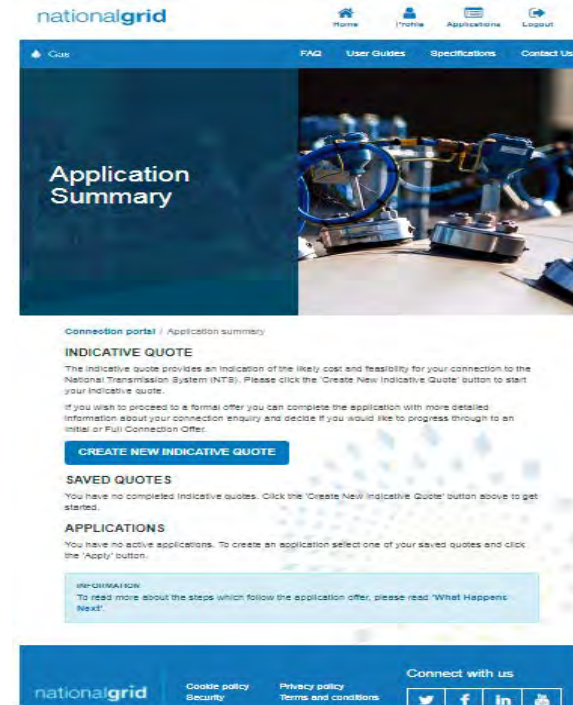 nationalgrid
Home Profile Applications Logout
Gas FAQ User Guides Specifications Contact Us
Application
Summary
Connection portal / Application summary
INDICATIVE QUOTE
The indicative quote provides an indication of the likely cost and feasibility for your connection to the
National Transmission System (NTS). Please click the 'Create New Indicative Quote' button to start
your indicative quote.
If you wish to proceed to a formal offer you can complete the application with more detailed
information about your connection enquiry and decide if you would like to progress through to an
Initial or Full Connection Offer.
CREATE NEW INDICATIVE QUOTE
SAVED QUOTES
You have no completed indicative quotes. Click the 'Create New Indicative Quote' button above to get
started.
APPLICATIONS
You have no active applications. To create an application select one of your saved quotes and click
the 'Apply' button.
INFORMATION
To read more about the steps which follow the application offer, please read 'What Happens
Next'.
Connect with us
nationalgrid Cookie policy Privacy policy
Security Terms and conditions